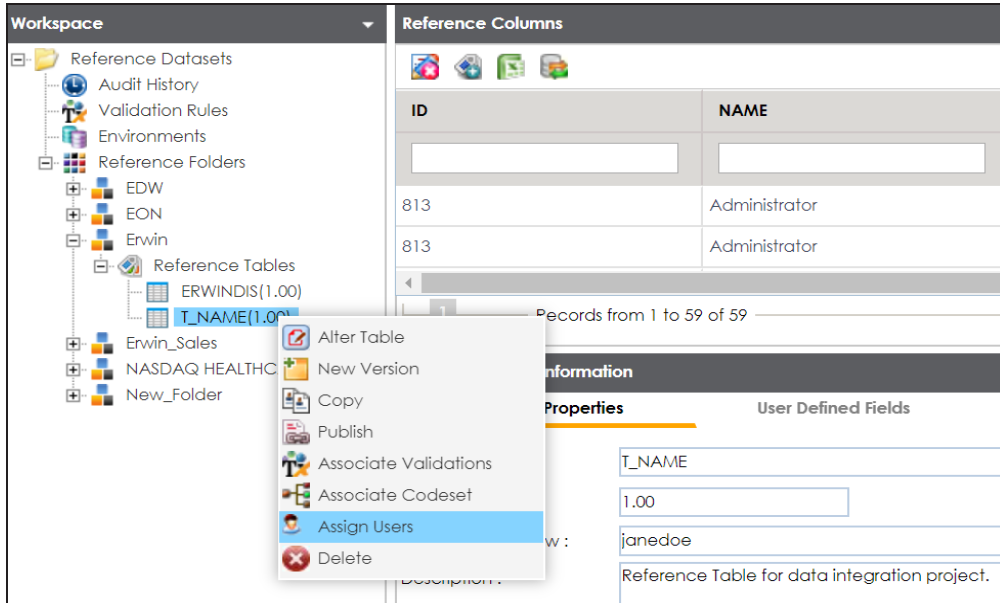 Workspace
Reference Datasets
Audit History
Validation Rules
Environments
Reference Folders
EDW
EON
Erwin
Reference Tables
ERWINDIS(1.00)
T_NAME(1.00)
Erwin_Sales
NASDAQ HEALTHC
New_Folder
Alter Table
New Version
Copy
Publish
Associate Validations
Associate Codeset
Assign Users
Delete
Reference Columns
ID NAME
813 Administrator
813 Administrator
1 Records from 1 to 59 of 59
nformation
Properties User Defined Fields
T_NAME
1.00
w : janedoe
Description : Reference Table for data integration project.